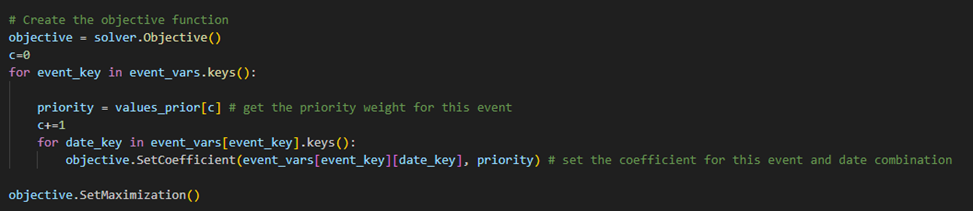 # Create the objective function
objective = solver.Objective()
c=0
for event_key in event_vars.keys():
    priority = values_prior[c] # get the priority weight for this event
    c+=1
    for date_key in event_vars[event_key].keys():
        objective.SetCoefficient(event_vars[event_key][date_key], priority) # set the coefficient for this event and date combination
objective.SetMaximization()